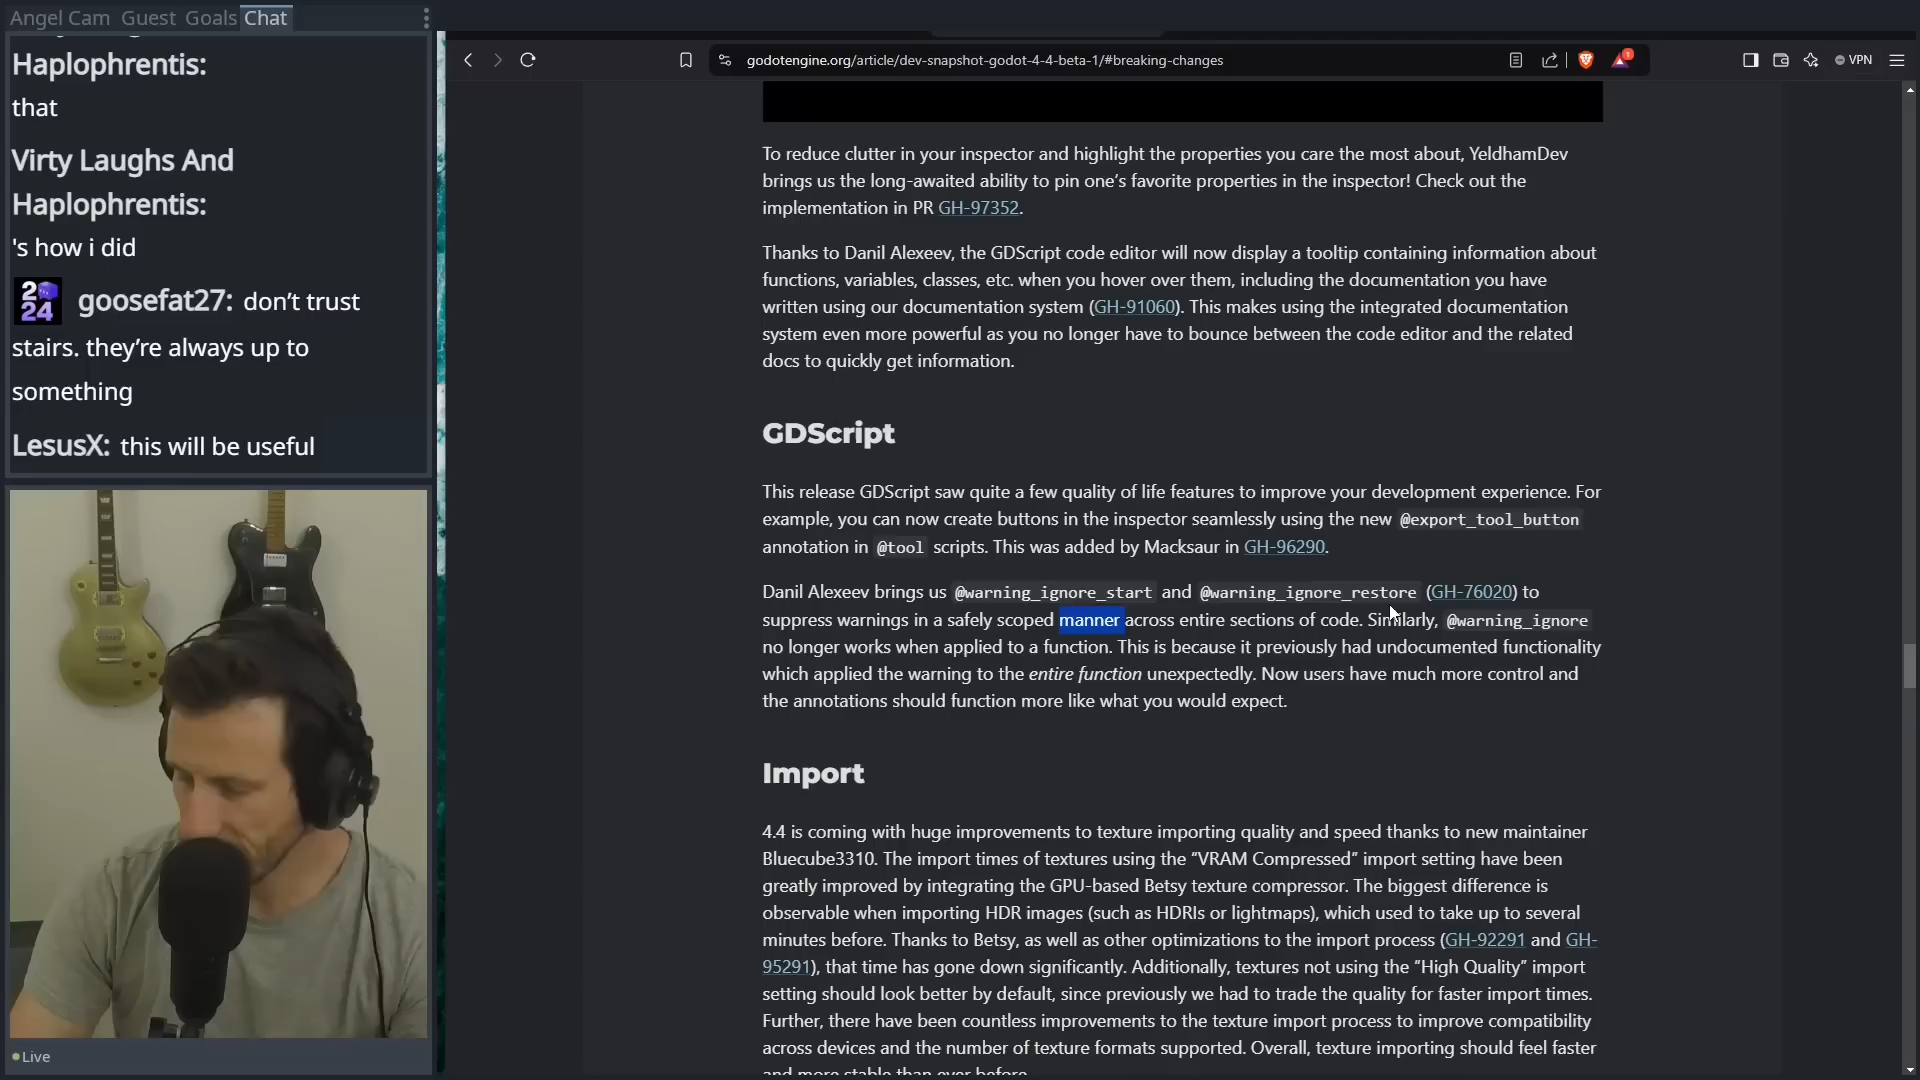 Angel Cam Guest Goals Chat
Haplophrentis:
that
Virty Laughs And
Haplophrentis:
's how i did
2024 goosefat27: don’t trust
stairs. they’re always up to
something
LesusX: this will be useful
Live
godotengine.org/article/dev-snapshot-godot-4-4-beta-1/#breaking-changes
1
VPN
To reduce clutter in your inspector and highlight the properties you care the most about, YeldhamDev
brings us the long-awaited ability to pin one’s favorite properties in the inspector! Check out the
implementation in PR GH-97352.
Thanks to Danil Alexeev, the GDScript code editor will now display a tooltip containing information about
functions, variables, classes, etc. when you hover over them, including the documentation you have
written using our documentation system (GH-91060). This makes using the integrated documentation
system even more powerful as you no longer have to bounce between the code editor and the related
docs to quickly get information.
GDScript
This release GDScript saw quite a few quality of life features to improve your development experience. For
example, you can now create buttons in the inspector seamlessly using the new @export_tool_button
annotation in @tool scripts. This was added by Macksaur in GH-96290.
Danil Alexeev brings us @warning_ignore_start and @warning_ignore_restore (GH-76020) to
suppress warnings in a safely scoped manner across entire sections of code. Similarly, @warning_ignore
no longer works when applied to a function. This is because it previously had undocumented functionality
which applied the warning to the entire function unexpectedly. Now users have much more control and
the annotations should function more like what you would expect.
Import
4.4 is coming with huge improvements to texture importing quality and speed thanks to new maintainer
Bluecube3310. The import times of textures using the “VRAM Compressed” import setting have been
greatly improved by integrating the GPU-based Betsy texture compressor. The biggest difference is
observable when importing HDR images (such as HDRIs or lightmaps), which used to take up to several
minutes before. Thanks to Betsy, as well as other optimizations to the import process (GH-92291 and GH-
95291), that time has gone down significantly. Additionally, textures not using the “High Quality” import
setting should look better by default, since previously we had to trade the quality for faster import times.
Further, there have been countless improvements to the texture import process to improve compatibility
across devices and the number of texture formats supported. Overall, texture importing should feel faster
and more stable than ever before.